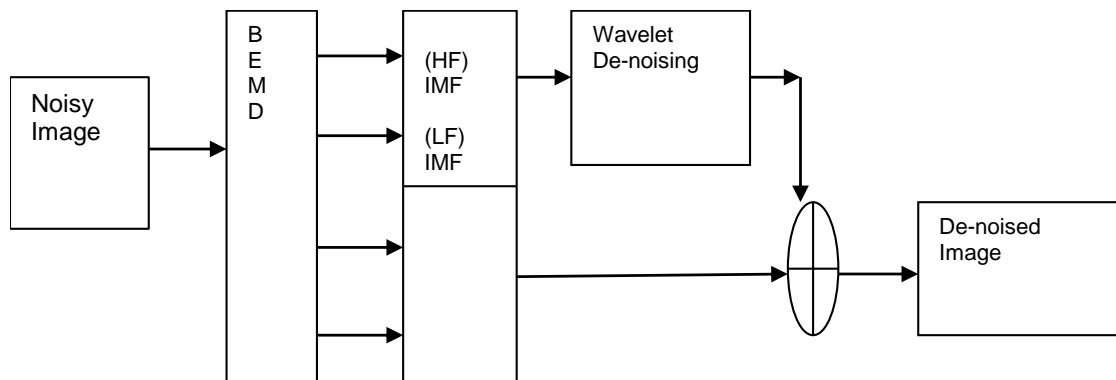 Noisy
Image
B
E
M
D
(HF)
IMF
(LF)
IMF
Wavelet
De-noising
De-noised
Image